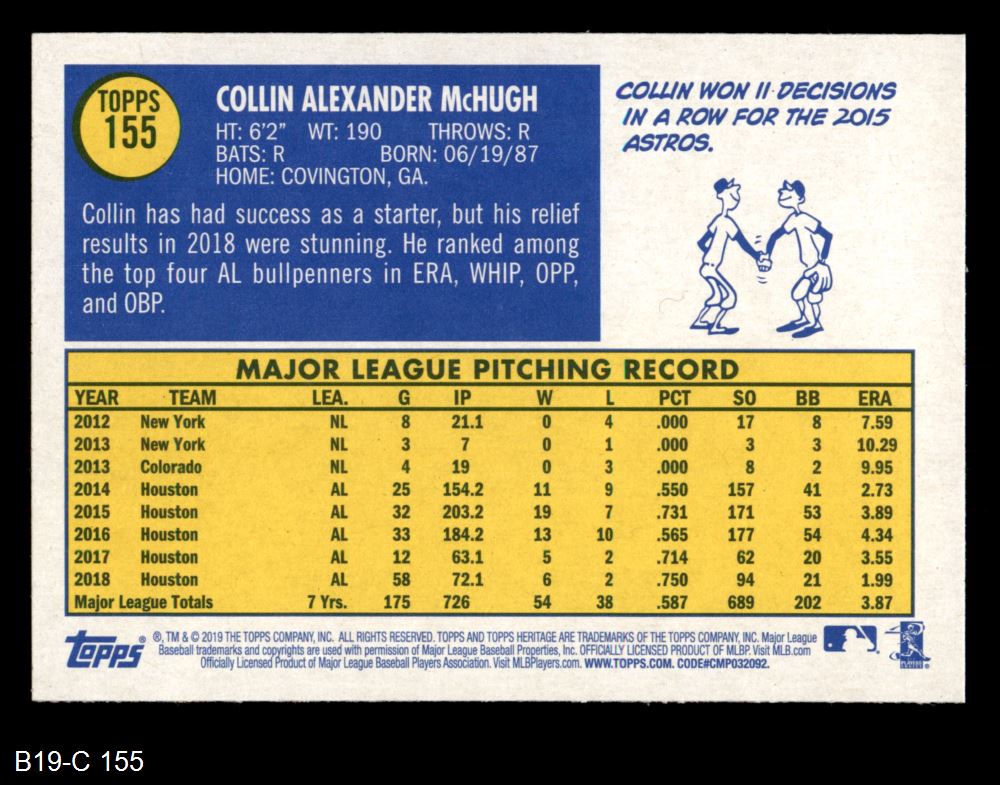 TOPPS
155
COLLIN ALEXANDER McHUGH
HT: 6'2" WT: 190 THROWS: R
BATS: R BORN: 06/19/87
HOME: COVINGTON, GA.
Collin has had success as a starter, but his relief
results in 2018 were stunning. He ranked among
the top four AL bullpenners in ERA, WHIP, OPP,
and OBP.
COLLIN WON 11 DECISIONS
IN A ROW FOR THE 2015
ASTROS.
MAJOR LEAGUE PITCHING RECORD
YEAR TEAM LEA. G IP W L PCT SO BB ERA
2012 New York NL 8 21.1 0 4 .000 17 8 7.59
2013 New York NL 3 7 0 1 .000 3 3 10.29
2013 Colorado NL 4 19 0 3 .000 8 2 9.95
2014 Houston AL 25 154.2 11 9 .550 157 41 2.73
2015 Houston AL 32 203.2 19 7 .731 171 53 3.89
2016 Houston AL 33 184.2 13 10 .565 177 54 4.34
2017 Houston AL 12 63.1 5 2 .714 62 20 3.55
2018 Houston AL 58 72.1 6 2 .750 94 21 1.99
Major League Totals 7 Yrs. 175 726 54 38 .587 689 202 3.87
Topps ®
®, TM & © 2019 THE TOPPS COMPANY, INC. ALL RIGHTS RESERVED. TOPPS AND TOPPS HERITAGE ARE TRADEMARKS OF THE TOPPS COMPANY, INC. Major League
Baseball trademarks and copyrights are used with permission of Major League Baseball Properties, Inc. OFFICIALLY LICENSED PRODUCT OF MLBP. Visit MLB.com
Officially Licensed Product of Major League Baseball Players Association. Visit MLBPlayers.com. WWW.TOPPS.COM. CODE#CMP032092.
B19-C 155